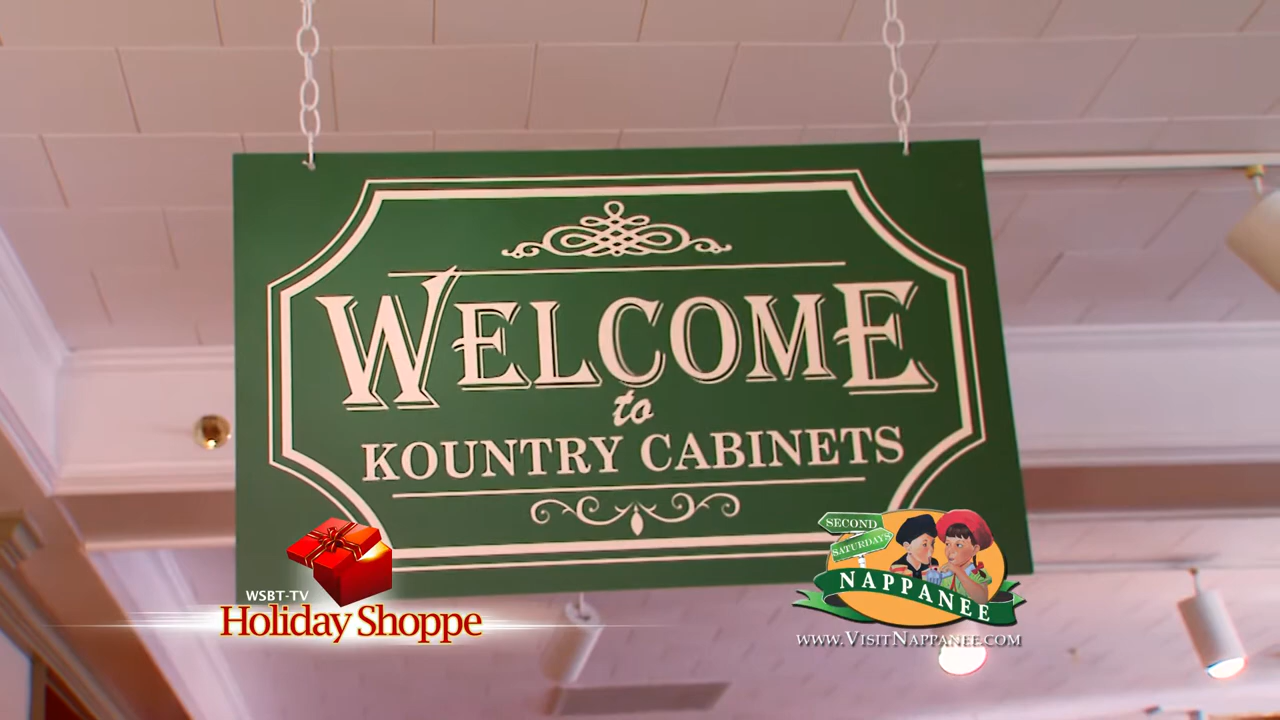 WELCOME
to
KOUNTRY CABINETS
WSBT-TV
Holiday Shoppe
SECOND
SATURDAYS
NAPPANEE
WWW.VISITNAPPANEE.COM